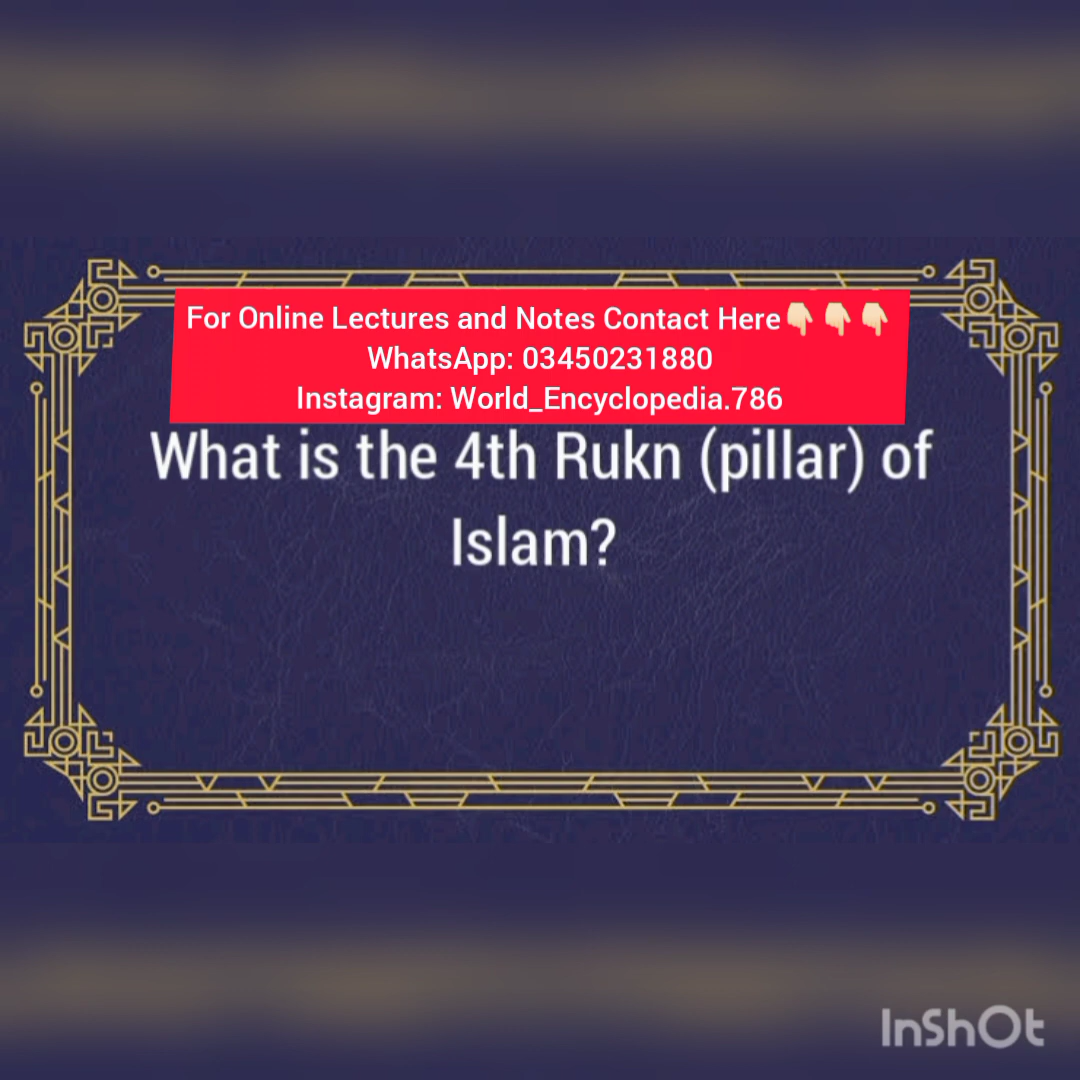 For Online Lectures and Notes Contact Here👇🏻👇🏻👇🏻
WhatsApp: 03450231880
Instagram: World_Encyclopedia.786
What is the 4th Rukn (pillar) of
Islam?
InShOt